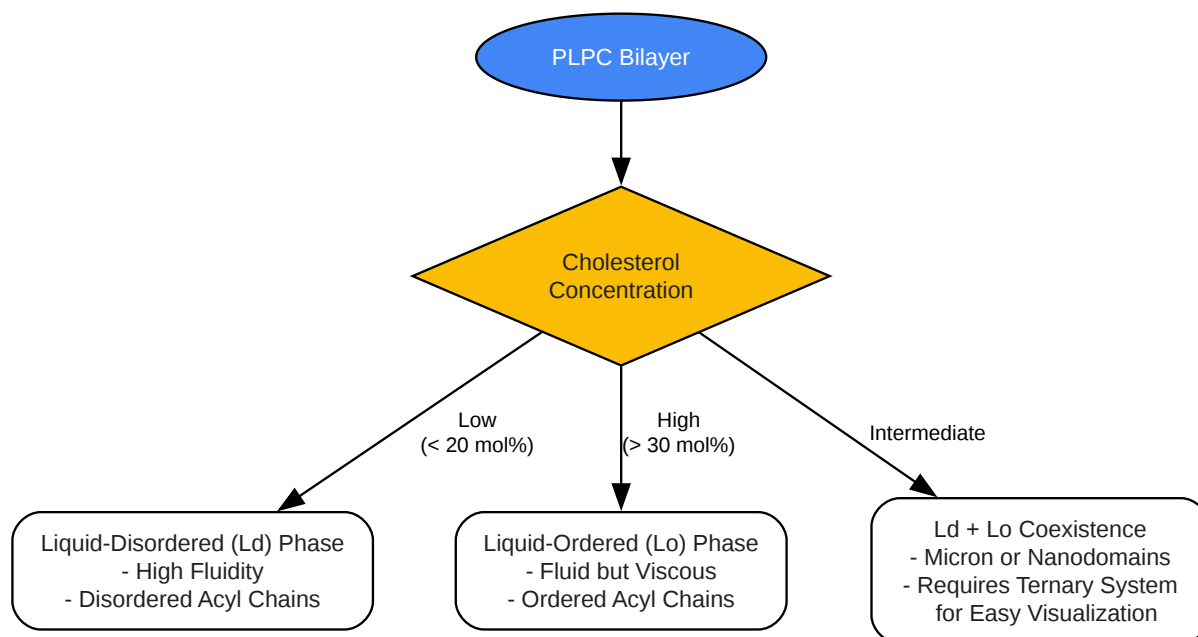 PLPC Bilayer
Cholesterol
Concentration
Low
(< 20 mol%)
High
(> 30 mol%)
Intermediate
Liquid-Disordered (Ld) Phase
- High Fluidity
- Disordered Acyl Chains
Liquid-Ordered (Lo) Phase
- Fluid but Viscous
- Ordered Acyl Chains
Ld + Lo Coexistence
- Micron or Nanodomains
- Requires Ternary System
for Easy Visualization